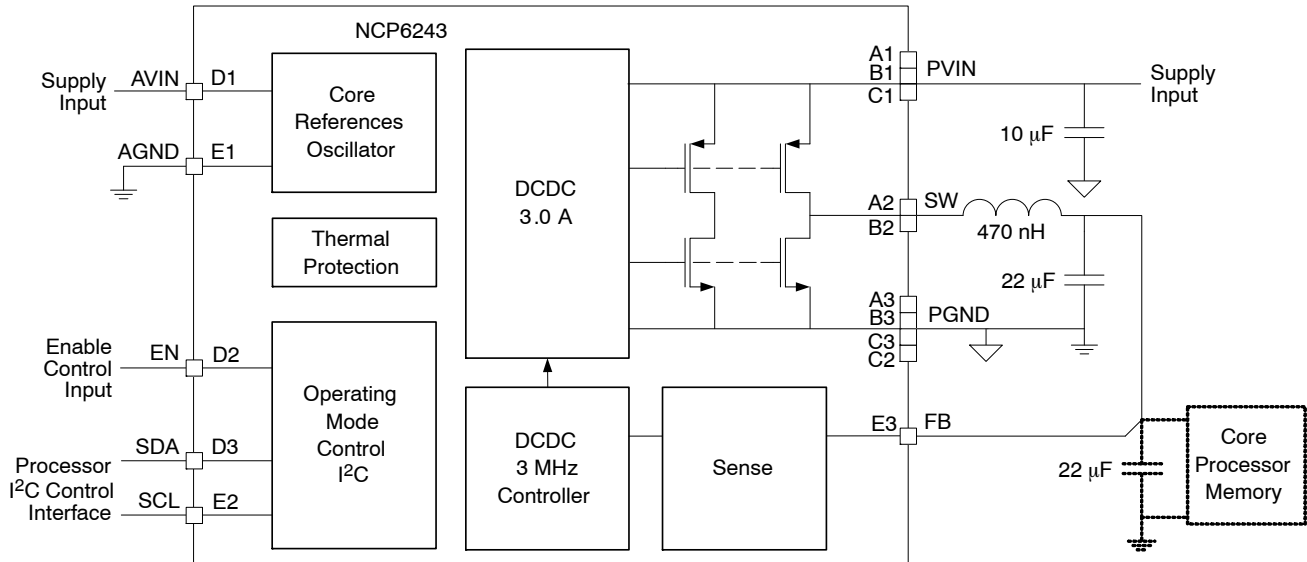 NCP6243
Supply
Input
AVIN
D1
AGND
E1
Core
References
Oscillator
Thermal
Protection
Enable
Control
Input
EN
D2
SDA
D3
Processor
I²C Control
Interface
SCL
E2
Operating
Mode
Control
I²C
DCDC
3.0 A
DCDC
3 MHz
Controller
Sense
A1
B1
C1
PVIN
Supply
Input
10 μF
A2
B2
SW
470 nH
22 μF
A3
B3
C3
C2
PGND
E3
FB
22 μF
Core
Processor
Memory